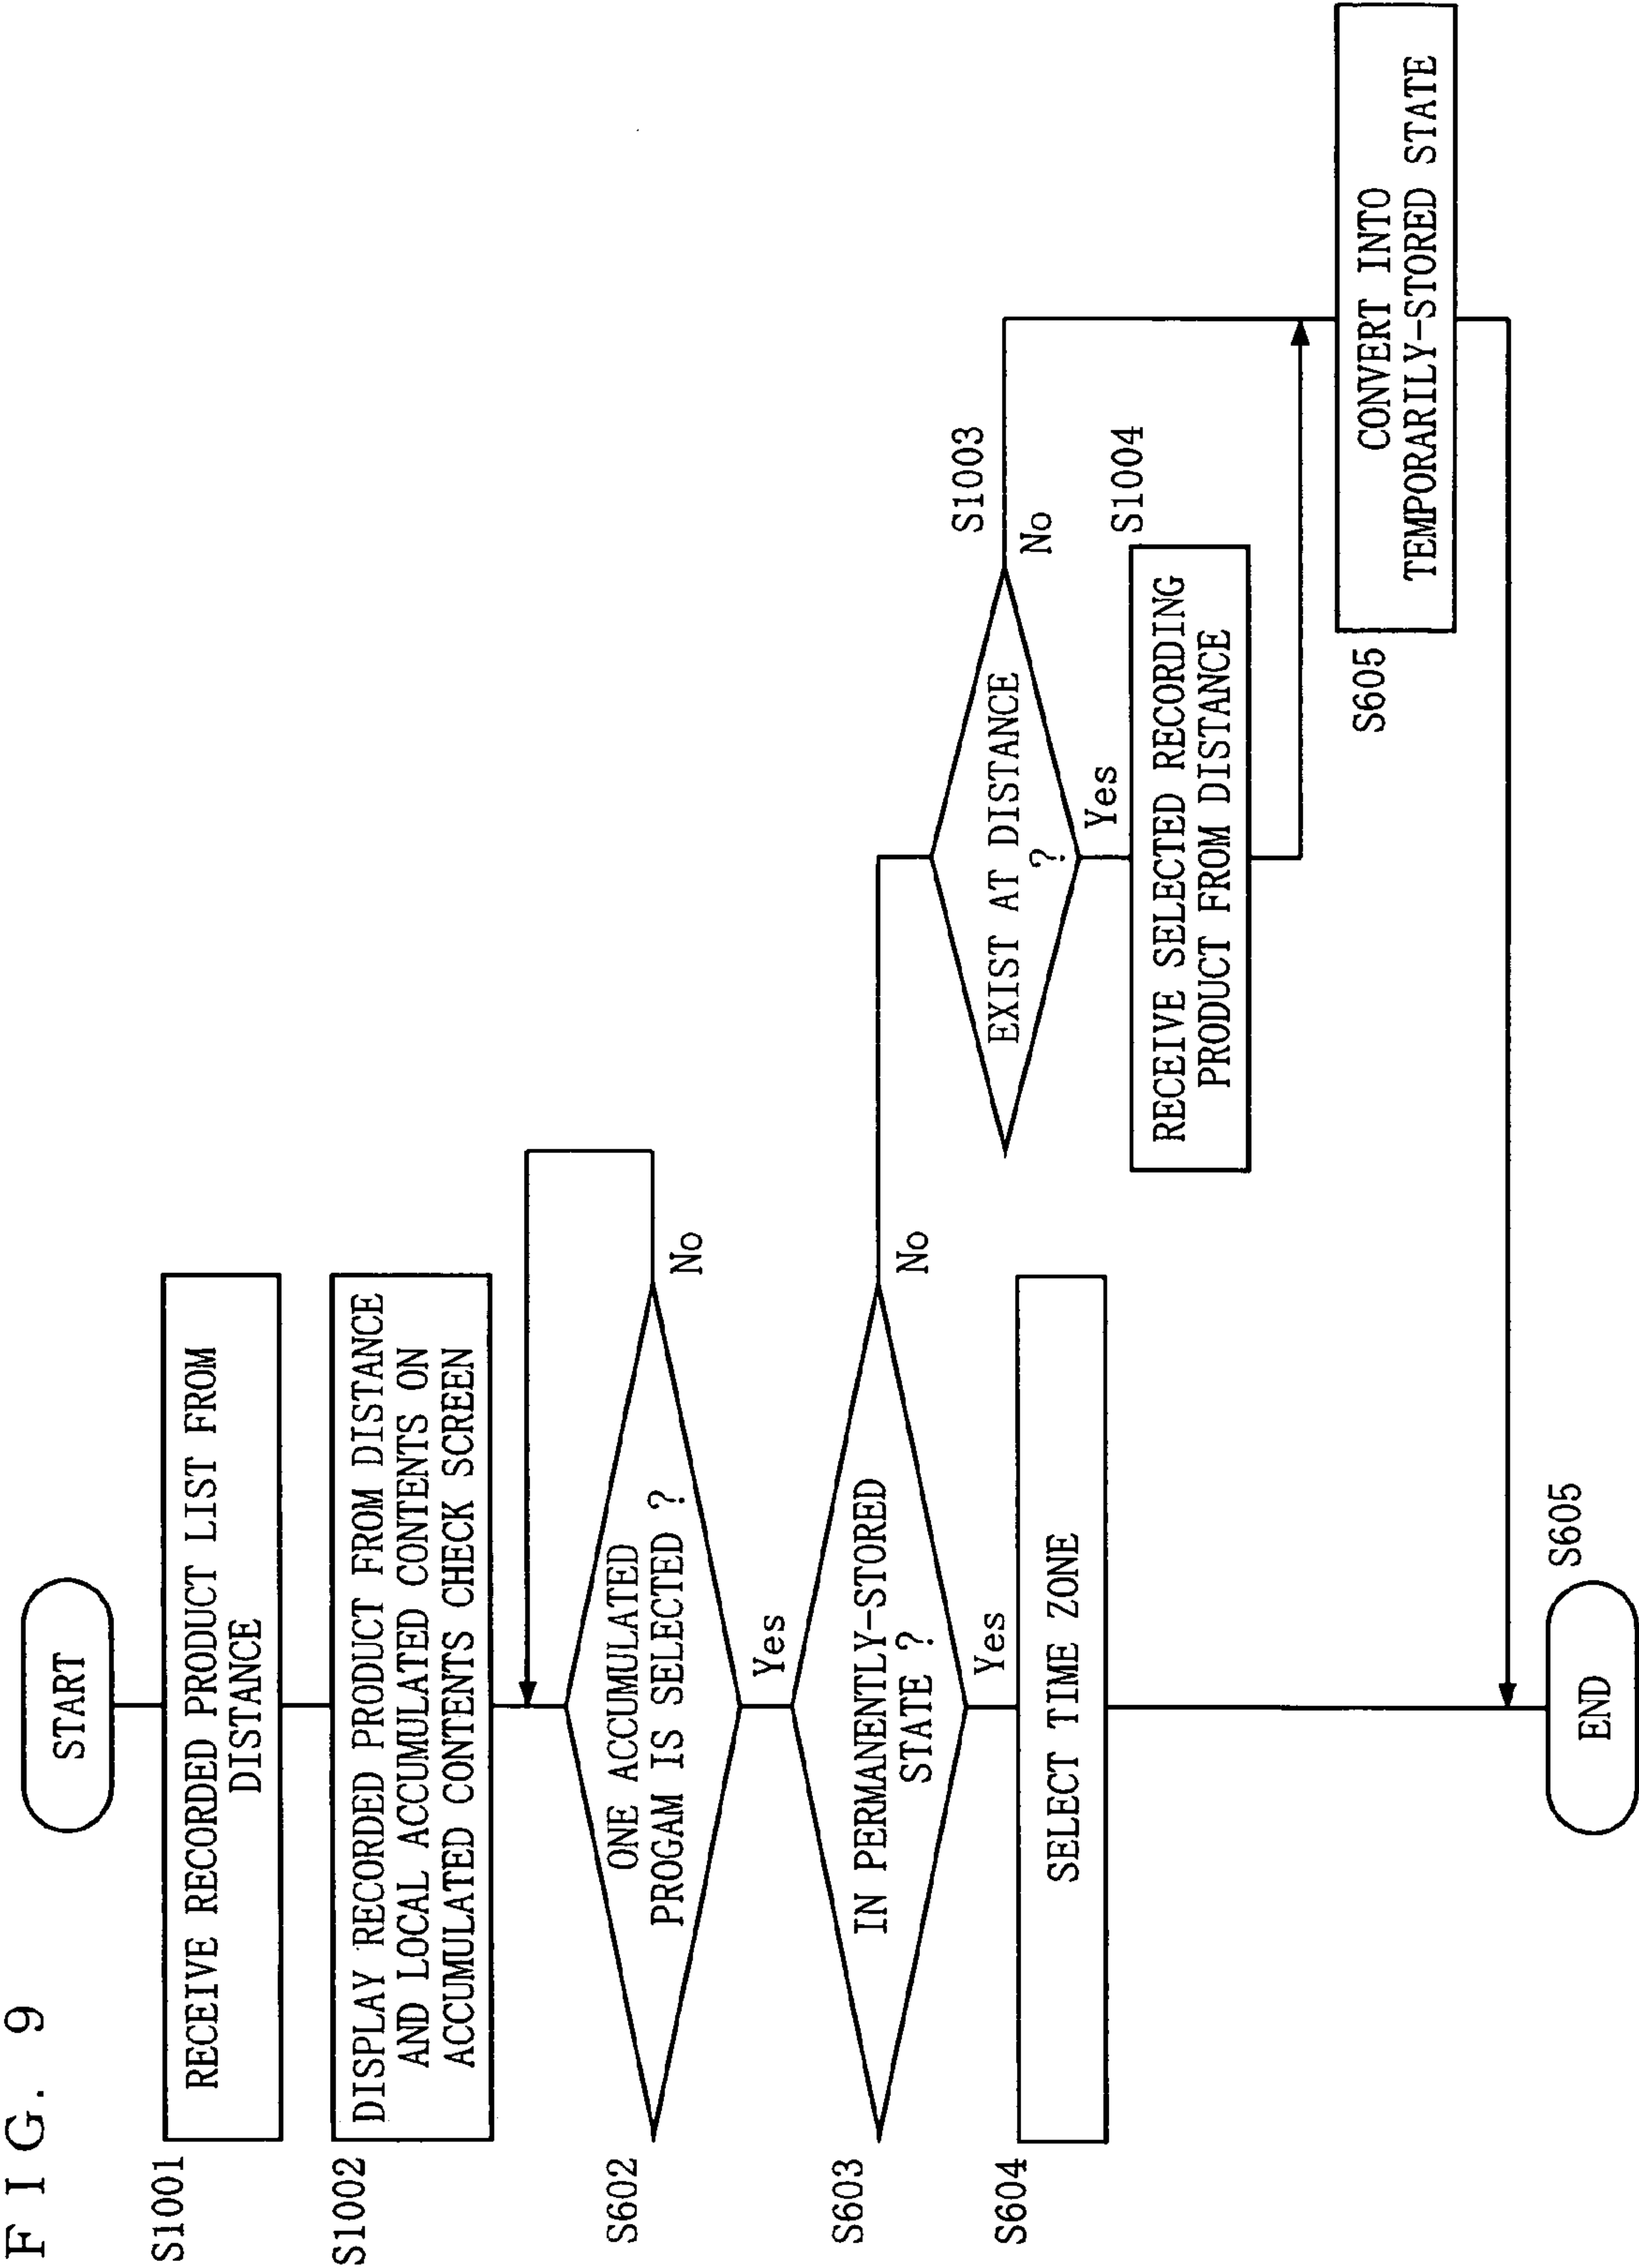 FIG. 9
START
S1001
RECEIVE RECORDED PRODUCT LIST FROM
DISTANCE
S1002
DISPLAY RECORDED PRODUCT FROM DISTANCE
AND LOCAL ACCUMULATED CONTENTS ON
ACCUMULATED CONTENTS CHECK SCREEN
S602
ONE ACCUMULATED
PROGAM IS SELECTED ?
No
Yes
S603
IN PERMANENTLY-STORED
STATE ?
No
Yes
S604
SELECT TIME ZONE
S1003
EXIST AT DISTANCE
?
No
Yes
S1004
RECEIVE SELECTED RECORDING
PRODUCT FROM DISTANCE
S605
CONVERT INTO
TEMPORARILY-STORED STATE
S605
END